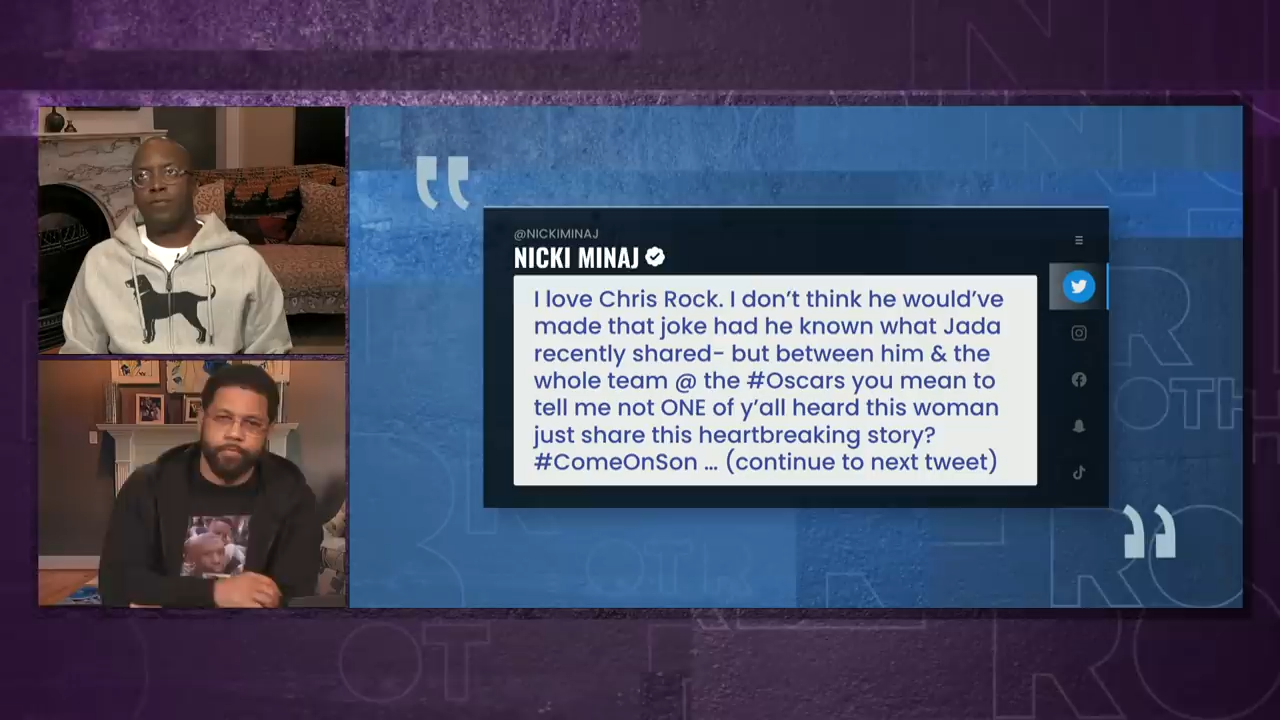 @NICKIMINAJ
NICKI MINAJ
I love Chris Rock. I don't think he would've
made that joke had he known what Jada
recently shared- but between him & the
whole team @ the #Oscars you mean to
tell me not ONE of y'all heard this woman
just share this heartbreaking story?
#ComeOnSon ... (continue to next tweet)